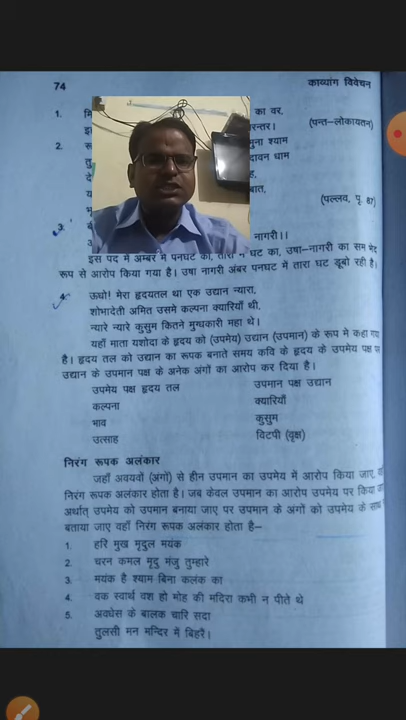 74
काव्यांग विवेचन
1.
का वर,
रन्तर।
(पन्त-लोकायतन)
2.
मुना श्याम
दावन धाम
बात,
(पल्लव, पृ. 87)
3.
नागरी।।
इस पद में अम्बर में पनघट का, तारा में घट का, उषा-नागरी का सम भेद
रूप से आरोप किया गया है। उषा नागरी अंबर पनघट में तारा घट डूबो रही है।
4.
ऊधो! मेरा हृदयतल था एक उद्यान न्यारा,
शोभादेती अमित उसमे कल्पना क्यारियाँ थी.
न्यारे न्यारे कुसुम कितने मुग्धकारी महा थे।
यहाँ माता यशोदा के हृदय को (उपमेय) उद्यान (उपमान) के रूप में कहा गया
है। हृदय तल को उद्यान का रूपक बनाते समय कवि के हृदय के उपमेय पक्ष पर
उद्यान के उपमान पक्ष के अनेक अंगों का आरोप कर दिया है।
उपमेय पक्ष हृदय तल
उपमान पक्ष उद्यान
कल्पना
क्यारियाँ
भाव
कुसुम
उत्साह
विटपी (वृक्ष)
निरंग रूपक अलंकार
जहाँ अवयवों (अंगों) से हीन उपमान का उपमेय में आरोप किया जाए,
निरंग रूपक अलंकार होता है। जब केवल उपमान का आरोप उपमेय पर किया
अर्थात् उपमेय को उपमान बनाया जाए पर उपमान के अंगों को उपमेय के साथ
बताया जाए वहाँ निरंग रूपक अलंकार होता है—
1. हरि मुख मृदुल मयंक
2. चरन कमल मृदु मंजु तुम्हारे
3. मयंक है श्याम बिना कलंक का
4. वक स्वार्थ वश हो मोह की मदिरा कभी न पीते थे
5. अवधेस के बालक चारि सदा
तुलसी मन मन्दिर में बिहरैं।